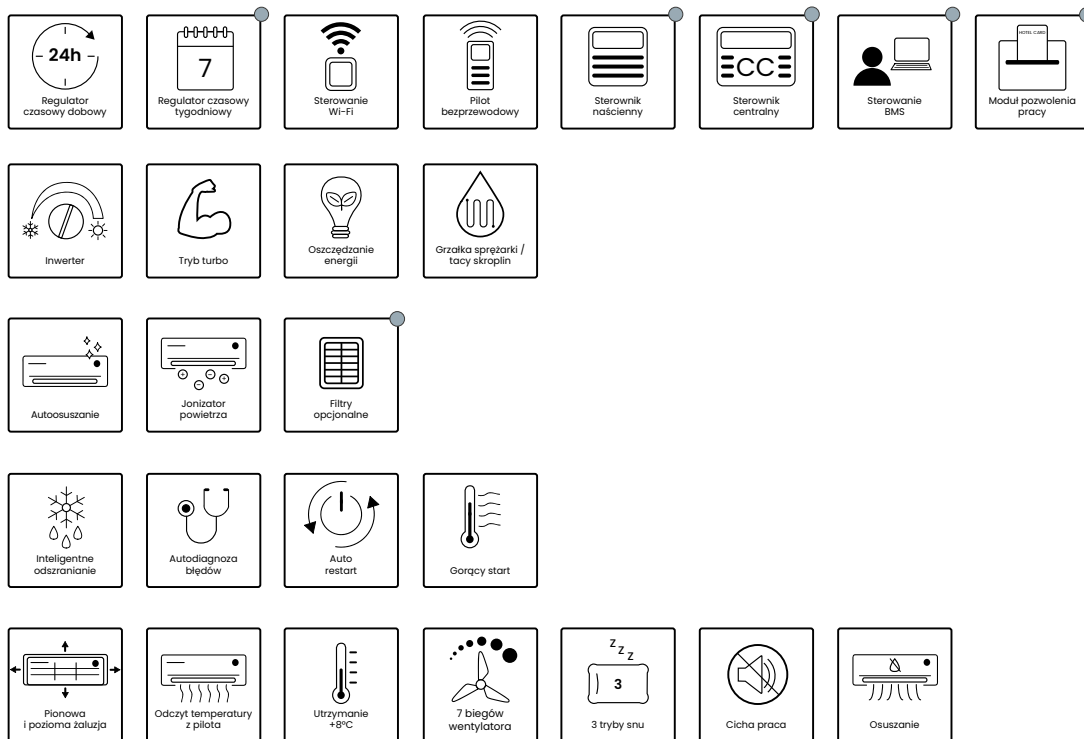 24h
Regulator
czasowy dobowy
7
Regulator czasowy
tygodniowy
Sterowanie
Wi-Fi
Pilot
bezprzewodowy
Sterownik
naścienny
CC
Sterownik
centralny
Sterowanie
BMS
HOTEL CARD
Moduł pozwolenia
pracy
Inwerter
Tryb turbo
Oszczędzanie
energii
Grzałka sprężarki /
tacy skroplin
Autoosuszanie
Jonizator
powietrza
Filtry
opcjonalne
Inteligentne
odszranianie
Autodiagnoza
błędów
Auto
restart
Gorący start
Pionowa
i pozioma żaluzja
Odczyt temperatury
z pilota
Utrzymanie
+8°C
7 biegów
wentylatora
Z
Z
Z
3
3 tryby snu
Cicha praca
Osuszanie